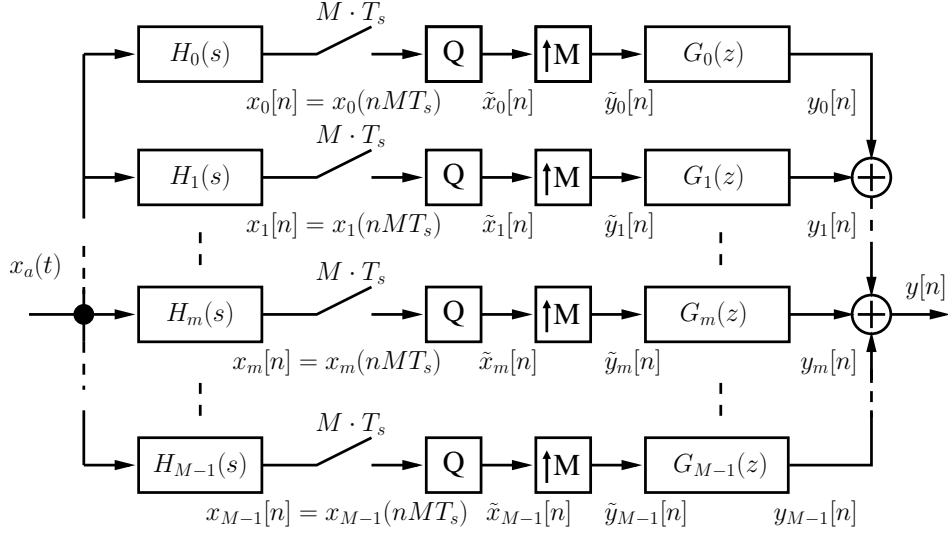 M · T_s
H_0(s) Q ↑M G_0(z)
x_0[n] = x_0(nMT_s) x̃_0[n] ỹ_0[n] y_0[n]
M · T_s
H_1(s) Q ↑M G_1(z)
x_1[n] = x_1(nMT_s) x̃_1[n] ỹ_1[n] y_1[n]
x_a(t) M · T_s y[n]
H_m(s) Q ↑M G_m(z)
x_m[n] = x_m(nMT_s) x̃_m[n] ỹ_m[n] y_m[n]
M · T_s
H_{M−1}(s) Q ↑M G_{M−1}(z)
x_{M−1}[n] = x_{M−1}(nMT_s) x̃_{M−1}[n] ỹ_{M−1}[n] y_{M−1}[n]